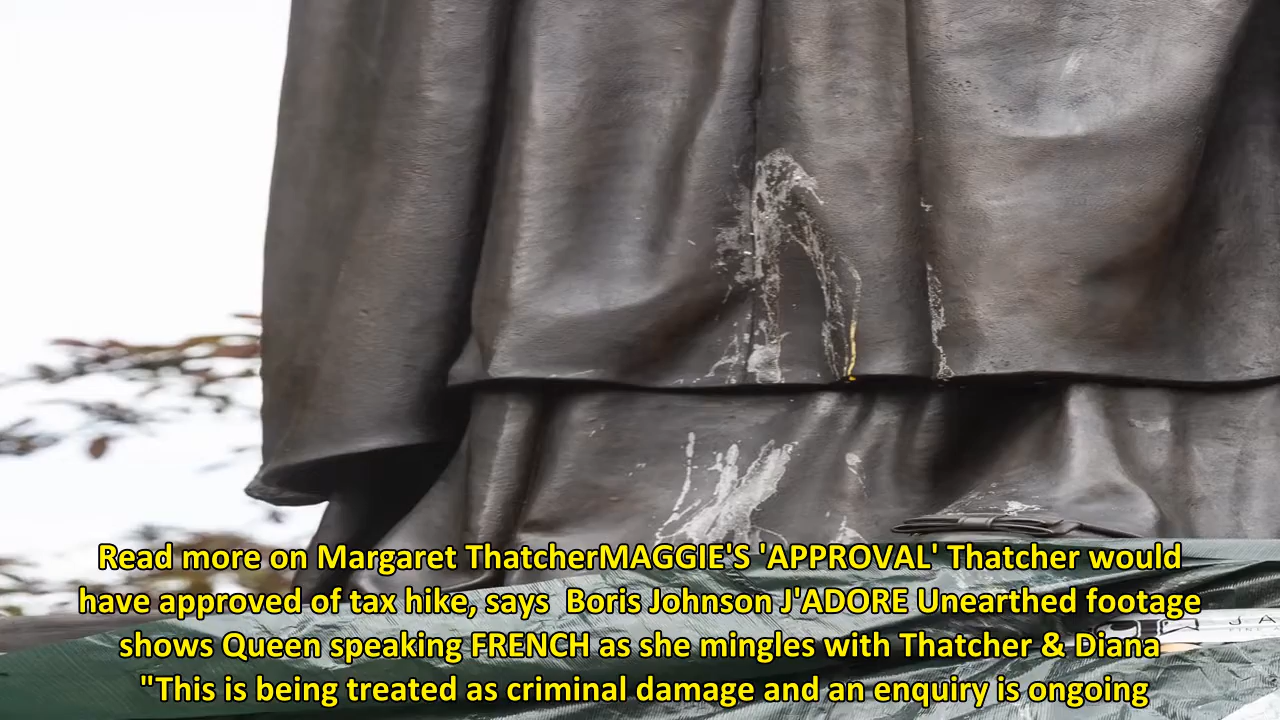 Read more on Margaret ThatcherMAGGIE'S 'APPROVAL' Thatcher would
have approved of tax hike, says  Boris Johnson J'ADORE Unearthed footage
shows Queen speaking FRENCH as she mingles with Thatcher & Diana
"This is being treated as criminal damage and an enquiry is ongoing